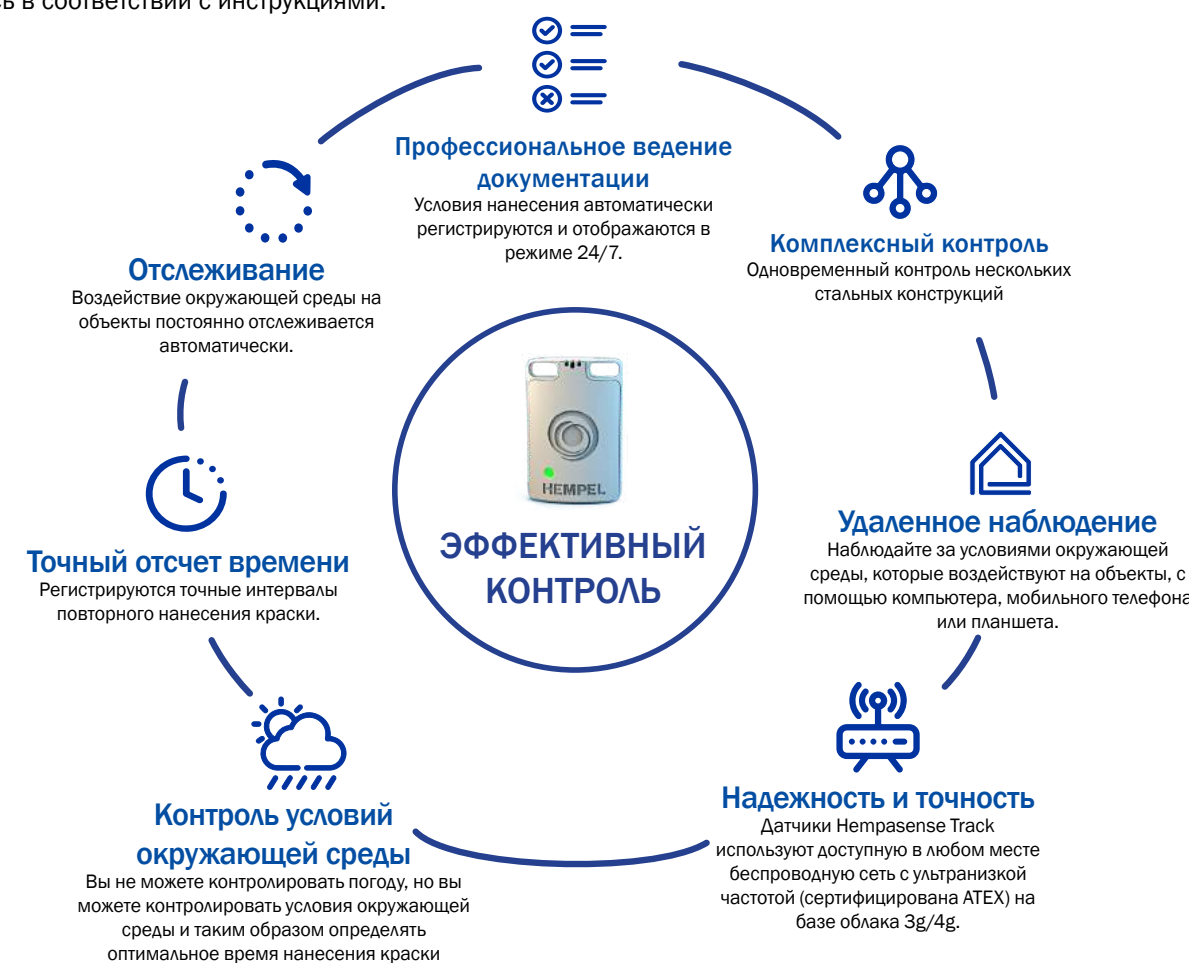 в соответствии с инструкциями.
Профессиональное ведение
документации
Условия нанесения автоматически
регистрируются и отображаются в
режиме 24/7.
Комплексный контроль
Одновременный контроль нескольких
стальных конструкций
Отслеживание
Воздействие окружающей среды на
объекты постоянно отслеживается
автоматически.
HEMPEL
ЭФФЕКТИВНЫЙ
КОНТРОЛЬ
Удаленное наблюдение
Наблюдайте за условиями окружающей
среды, которые воздействуют на объекты, с
помощью компьютера, мобильного телефона
или планшета.
Точный отсчет времени
Регистрируются точные интервалы
повторного нанесения краски.
Надежность и точность
Датчики Hempasense Track
используют доступную в любом месте
беспроводную сеть с ультранизкой
частотой (сертифицирована ATEX) на
базе облака 3g/4g.
Контроль условий
окружающей среды
Вы не можете контролировать погоду, но вы
можете контролировать условия окружающей
среды и таким образом определять
оптимальное время нанесения краски